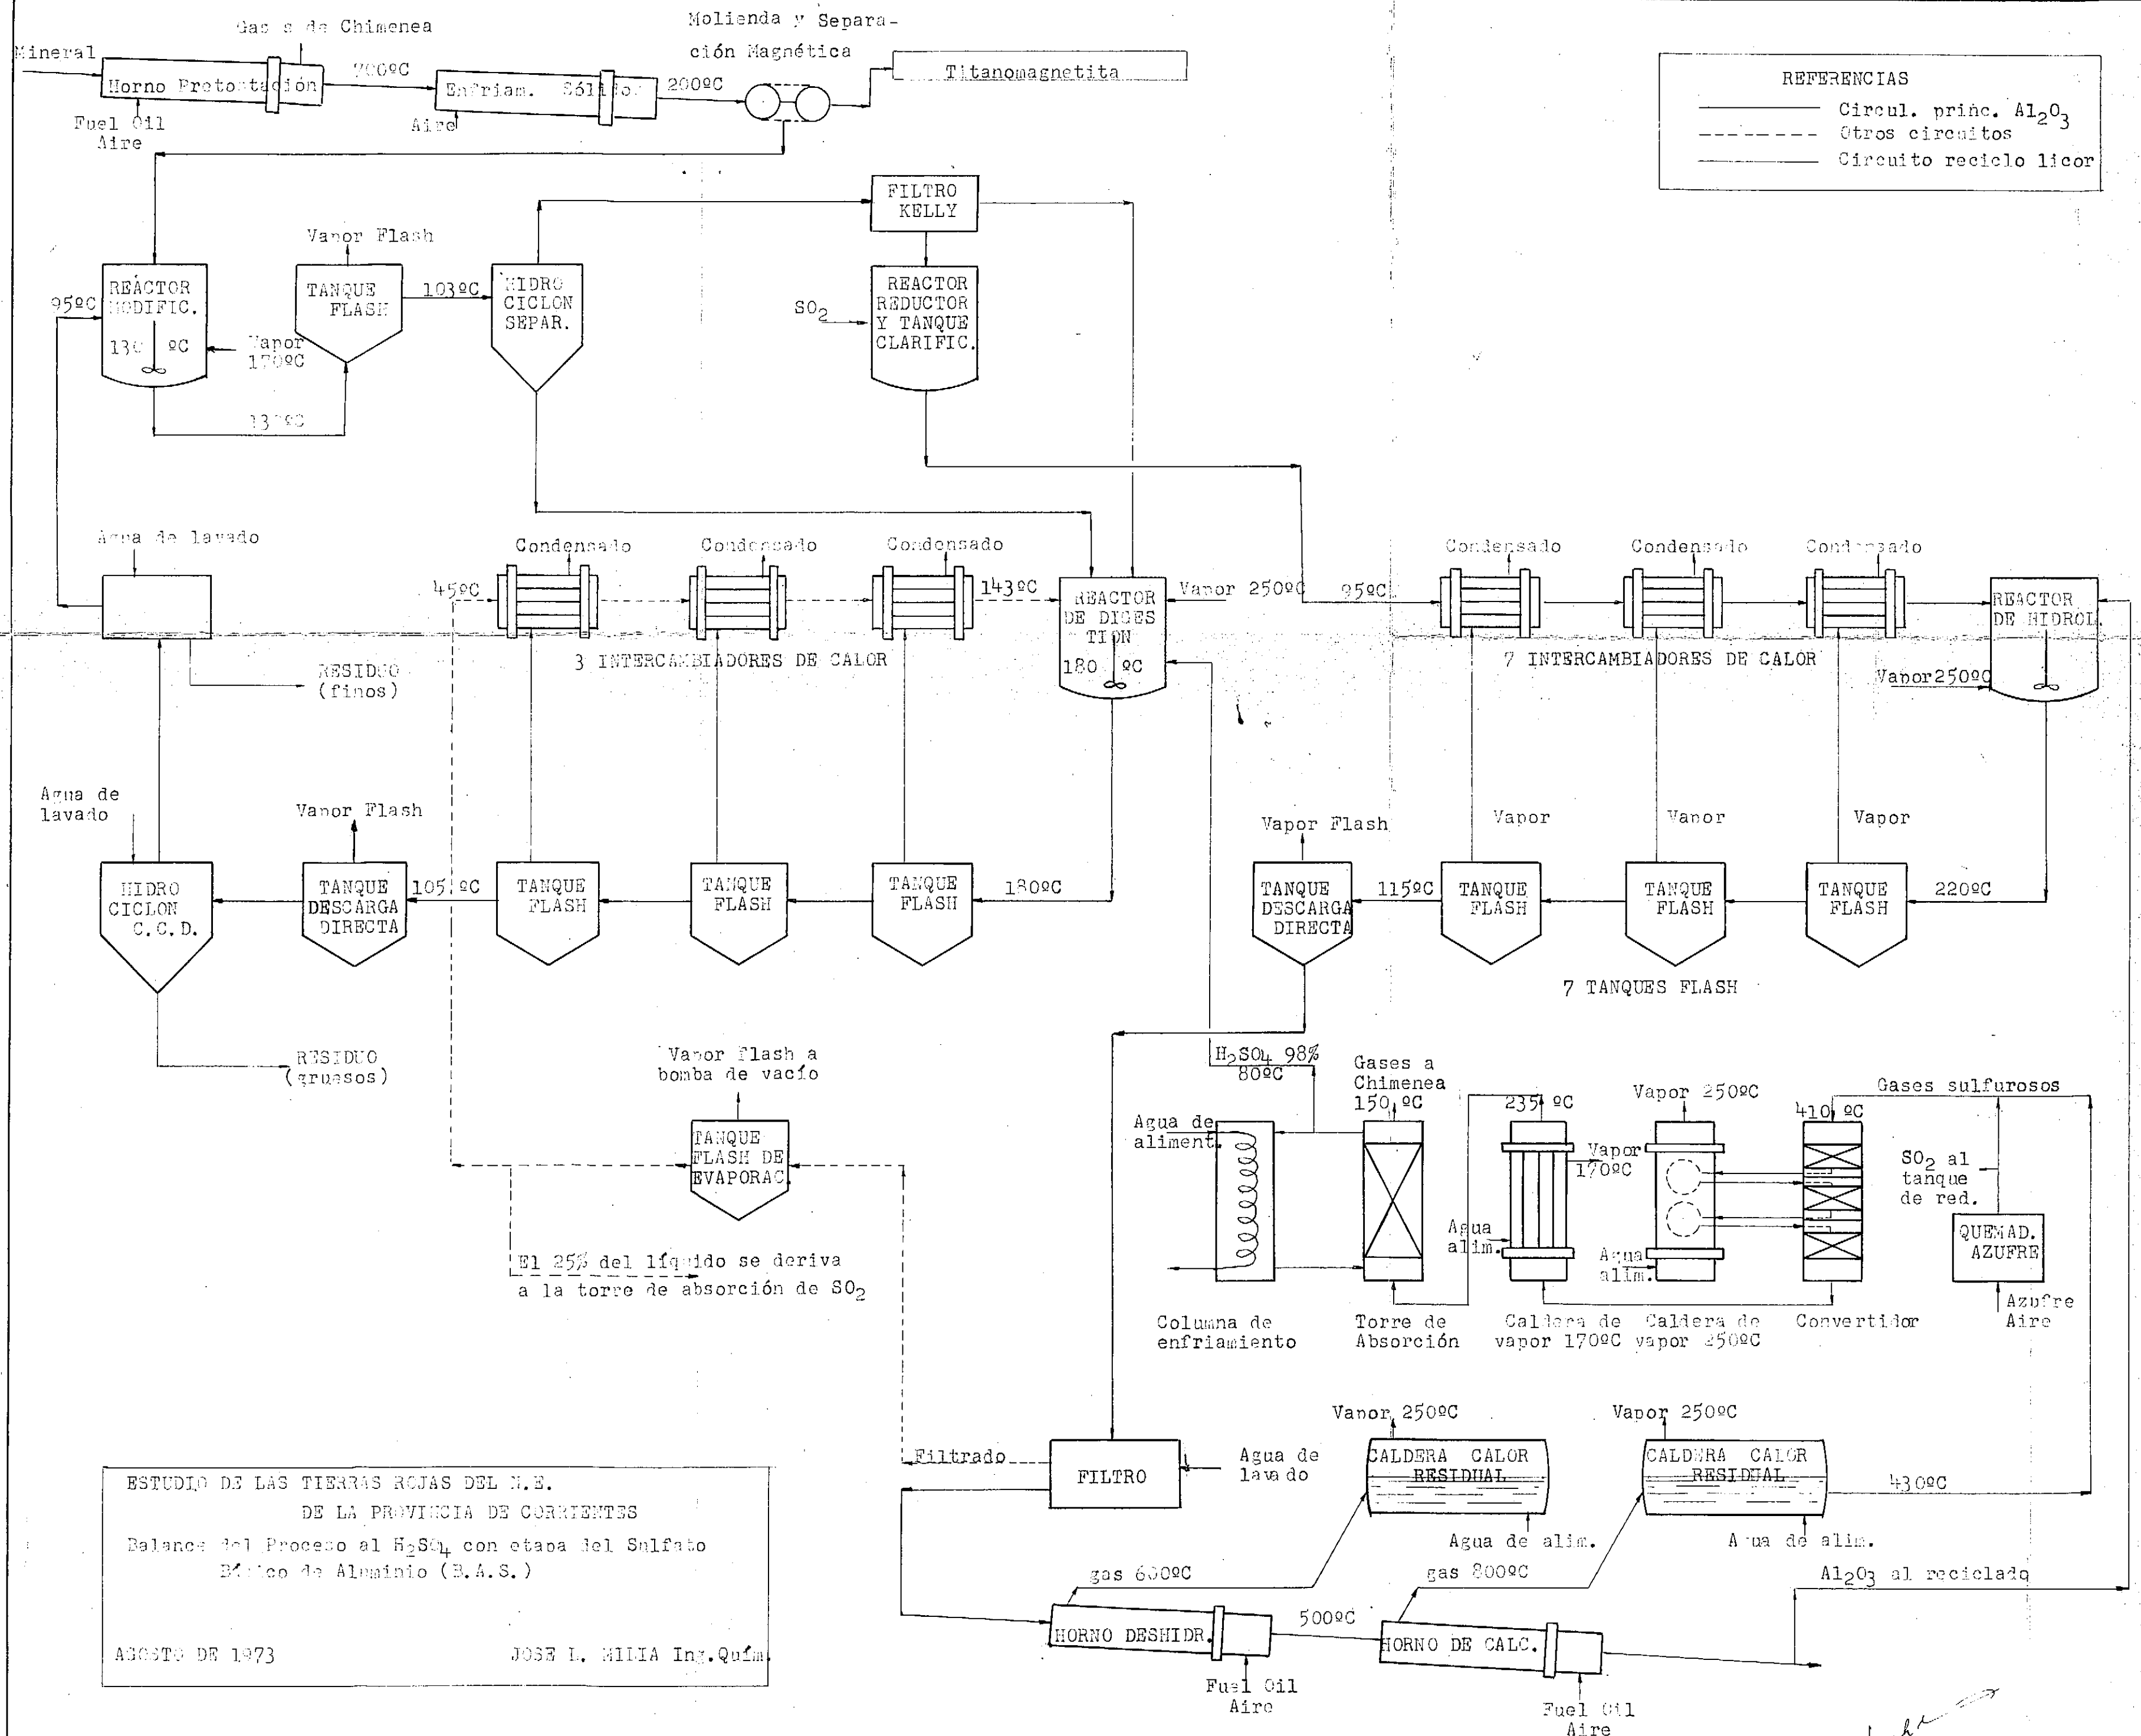 Mineral
Gas s de Chimenea
Horno Pretostación
Fuel Oil
Aire
700ºC
Enfriam. Sólidos
Aire
200ºC
Molienda y Separa-
ción Magnética
Titanomagnetita
REFERENCIAS
Circul. princ. Al2O3
Otros circuitos
Circuito reciclo licor
95ºC
REACTOR
MODIFIC.
130 ºC
Vapor
170ºC
130ºC
Vapor Flash
TANQUE
FLASH
103ºC
HIDRO
CICLON
SEPAR.
FILTRO
KELLY
SO2
REACTOR
REDUCTOR
Y TANQUE
CLARIFIC.
Agua de lavado
RESIDUO
(finos)
45ºC
Condensado
Condensado
Condensado
143ºC
3 INTERCAMBIADORES DE CALOR
REACTOR
DE DIGES
TION
180 ºC
Vapor 250ºC
95ºC
Condensado
Condensado
Condensado
7 INTERCAMBIADORES DE CALOR
REACTOR
DE HIDROL.
Vapor 250ºC
Agua de
lavado
HIDRO
CICLON
C.C.D.
Vapor Flash
TANQUE
DESCARGA
DIRECTA
105 ºC
TANQUE
FLASH
TANQUE
FLASH
TANQUE
FLASH
180ºC
Vapor Flash
TANQUE
DESCARGA
DIRECTA
115ºC
Vapor
TANQUE
FLASH
Vapor
TANQUE
FLASH
Vapor
TANQUE
FLASH
220ºC
7 TANQUES FLASH
RESIDUO
(gruesos)
Vapor flash a
bomba de vacío
TANQUE
FLASH DE
EVAPORAC.
El 25% del líquido se deriva
a la torre de absorción de SO2
H2SO4 98%
80ºC
Agua de
aliment.
Columna de
enfriamiento
Gases a
Chimenea
150 ºC
Torre de
Absorción
235 ºC
Vapor
170ºC
Agua
alim.
Caldera de
vapor 170ºC
Vapor 250ºC
Agua
alim.
Caldera de
vapor 250ºC
410 ºC
Convertidor
Gases sulfurosos
SO2 al
tanque
de red.
QUEMAD.
AZUFRE
Azufre
Aire
Filtrado
FILTRO
Agua de
lavado
Vapor 250ºC
CALDERA CALOR
RESIDUAL
Agua de alim.
Vapor 250ºC
CALDERA CALOR
RESIDUAL
430ºC
Agua de alim.
gas 600ºC
HORNO DESHIDR.
Fuel Oil
Aire
500ºC
gas 800ºC
HORNO DE CALC.
Fuel Oil
Aire
Al2O3 al reciclado
ESTUDIO DE LAS TIERRAS ROJAS DEL N.E.
DE LA PROVINCIA DE CORRIENTES
Balance del Proceso al H2SO4 con etapa del Sulfato
Básico de Aluminio (B.A.S.)
AGOSTO DE 1973
JOSE L. MILIA Ing.Quím.